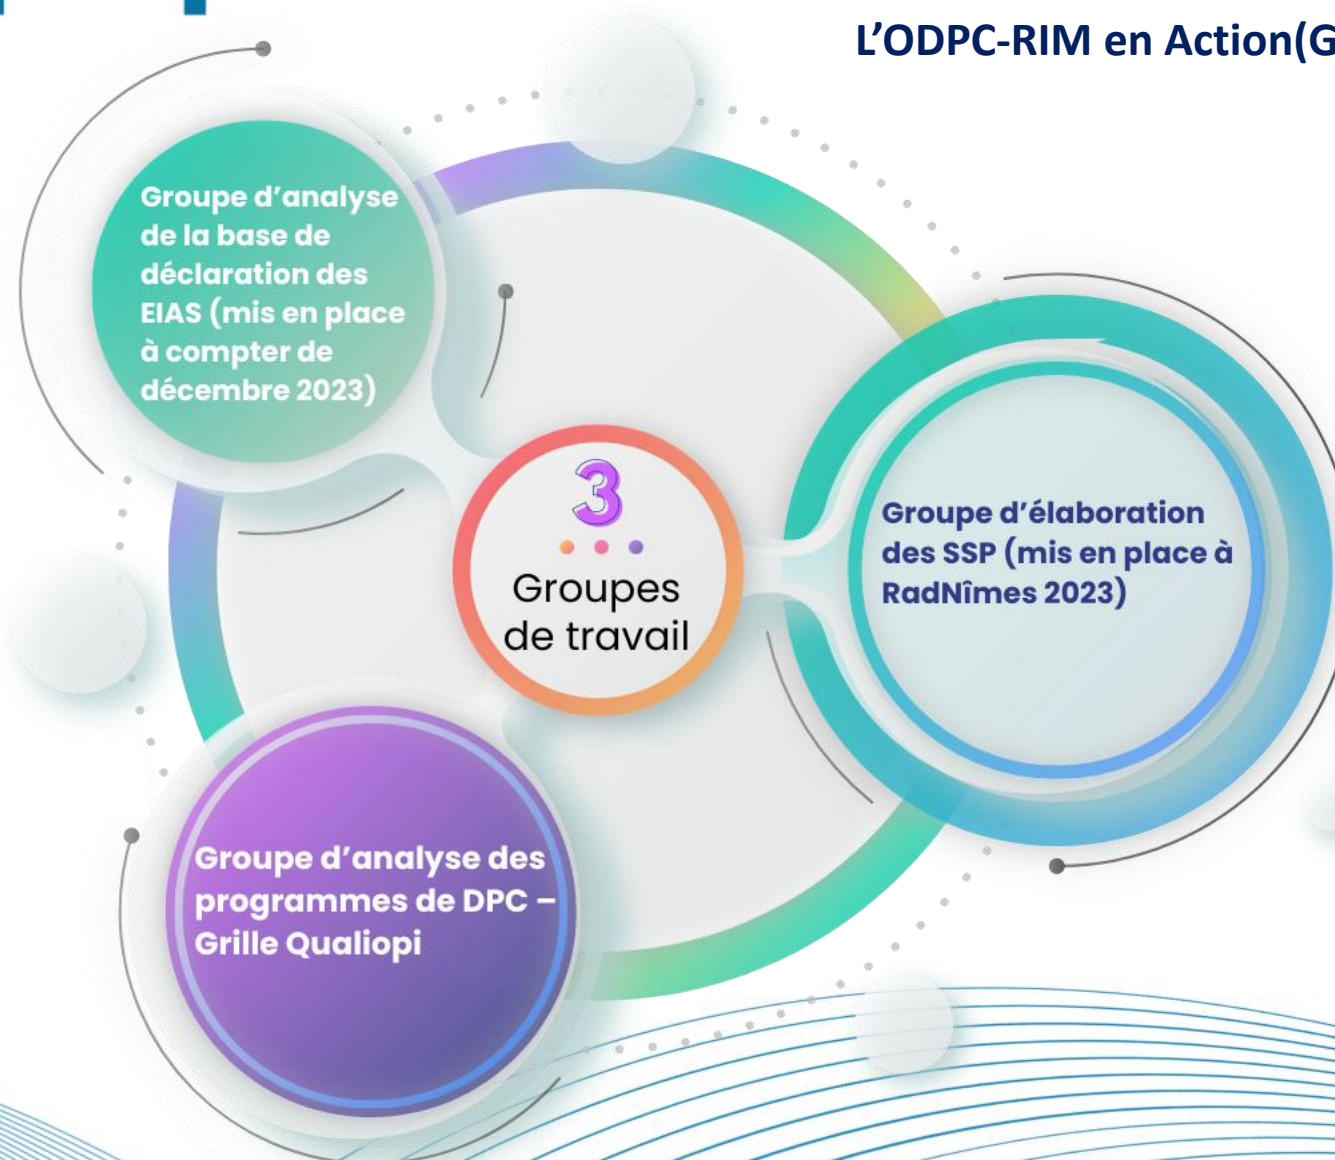 L’ODPC-RIM en Action(G
Groupe d’analyse
de la base de
déclaration des
EIAS (mis en place
à compter de
décembre 2023)
3
Groupes
de travail
Groupe d’élaboration
des SSP (mis en place à
RadNîmes 2023)
Groupe d’analyse des
programmes de DPC –
Grille Qualiopi